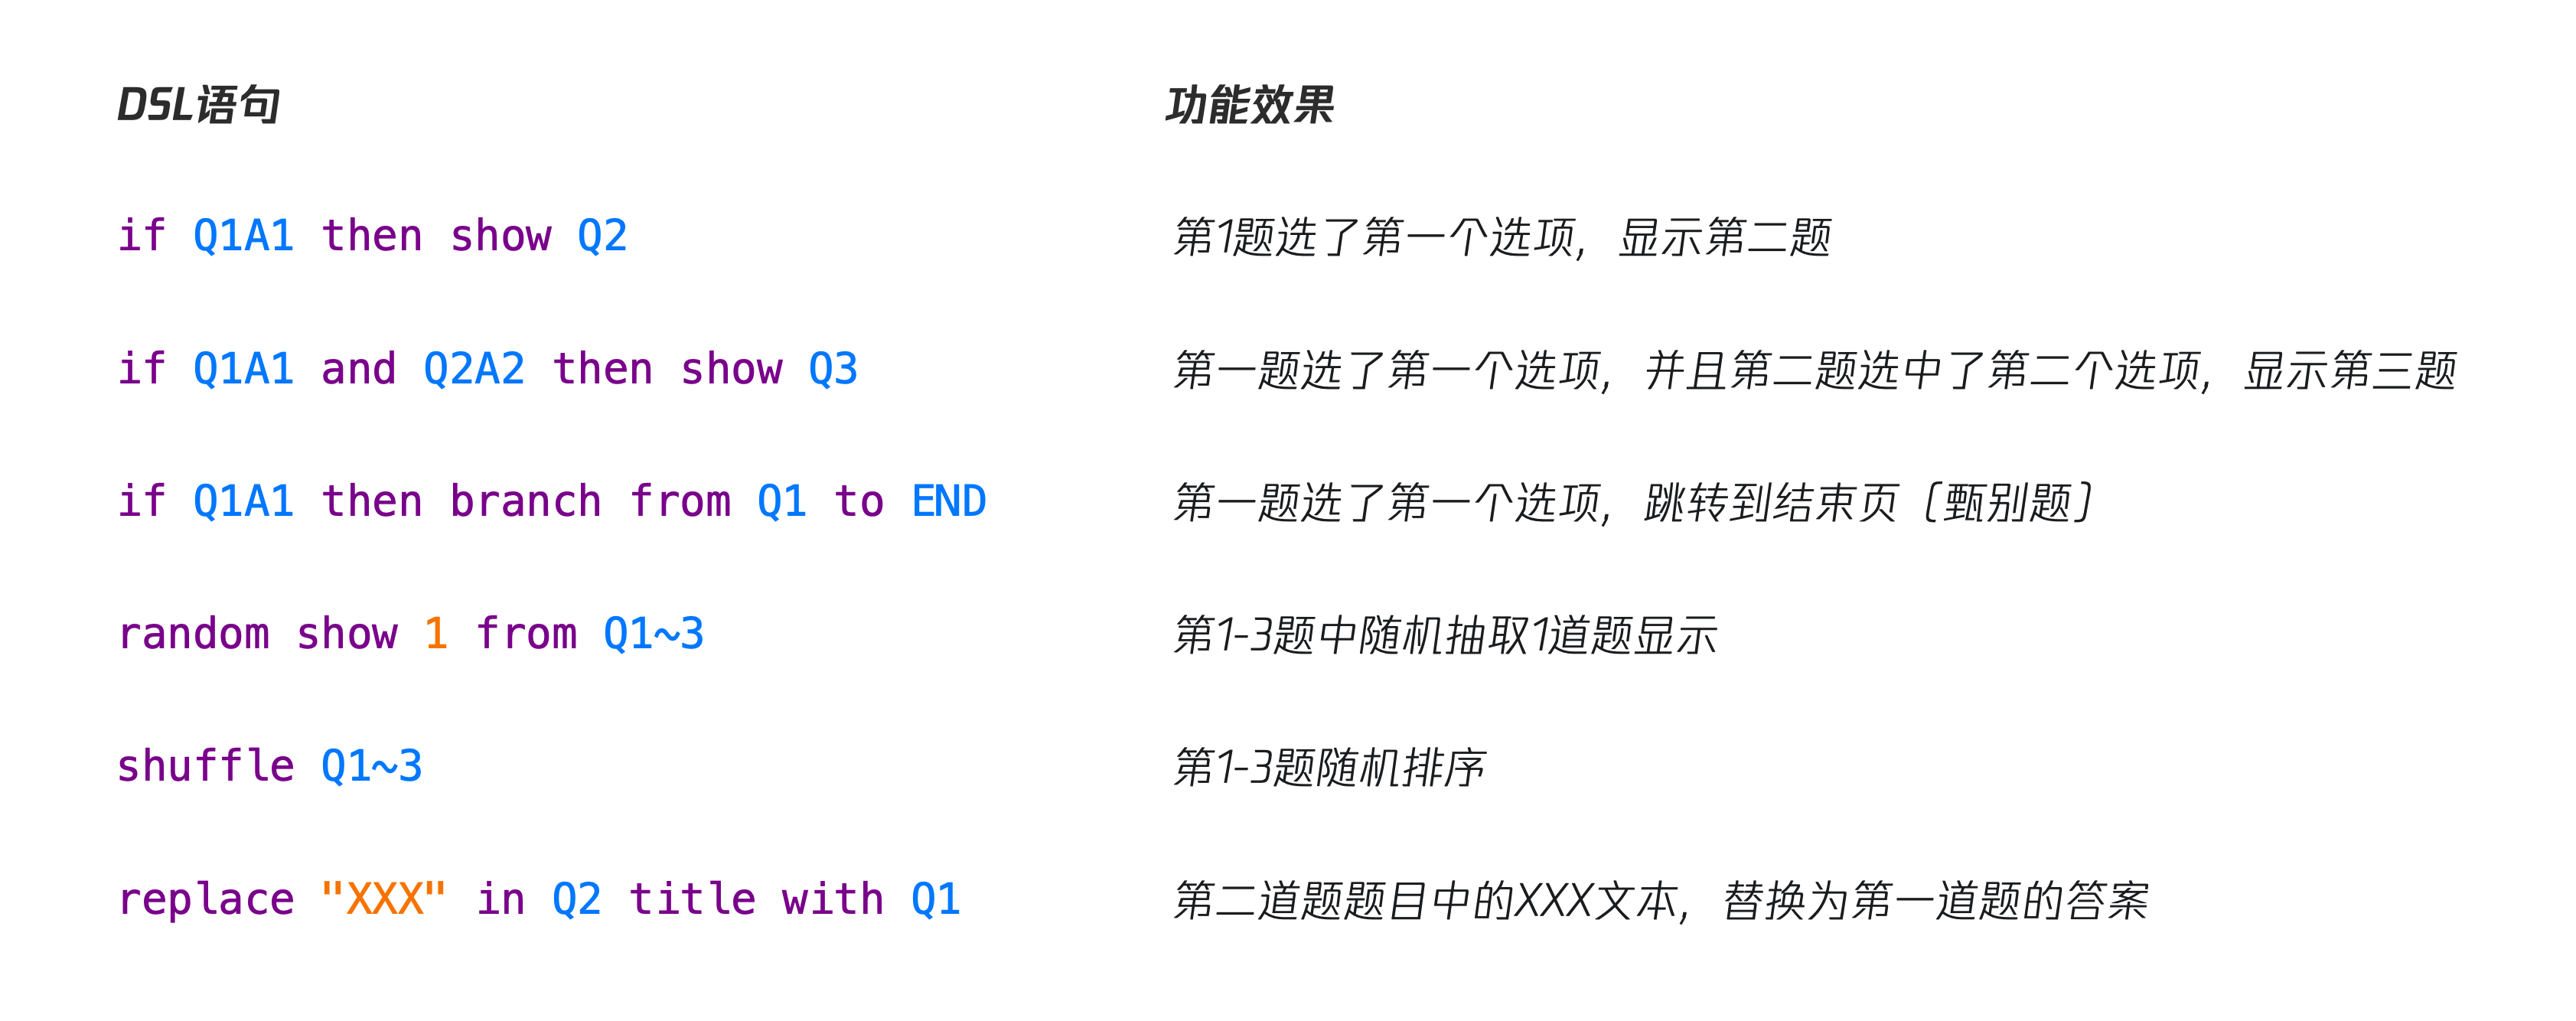 DSL语句 功能效果
if Q1A1 then show Q2 第1题选了第一个选项，显示第二题
if Q1A1 and Q2A2 then show Q3 第一题选了第一个选项，并且第二题选中了第二个选项，显示第三题
if Q1A1 then branch from Q1 to END 第一题选了第一个选项，跳转到结束页（甄别题）
random show 1 from Q1~3 第1-3题中随机抽取1道题显示
shuffle Q1~3 第1-3题随机排序
replace "XXX" in Q2 title with Q1 第二道题题目中的XXX文本，替换为第一道题的答案